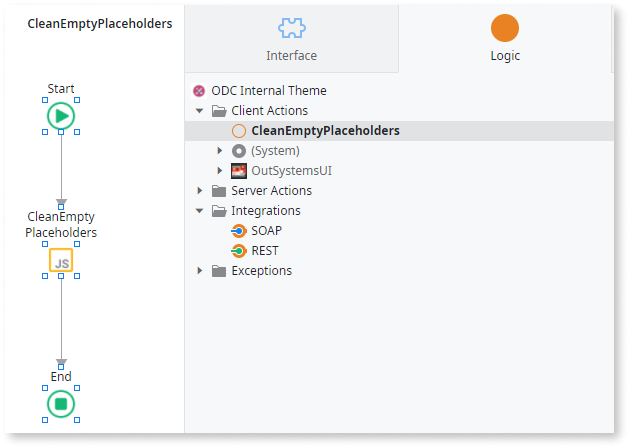 CleanEmptyPlaceholders
Start
CleanEmpty
Placeholders
JS
End
Interface
Logic
ODC Internal Theme
Client Actions
CleanEmptyPlaceholders
(System)
OutSystemsUI
Server Actions
Integrations
SOAP
REST
Exceptions